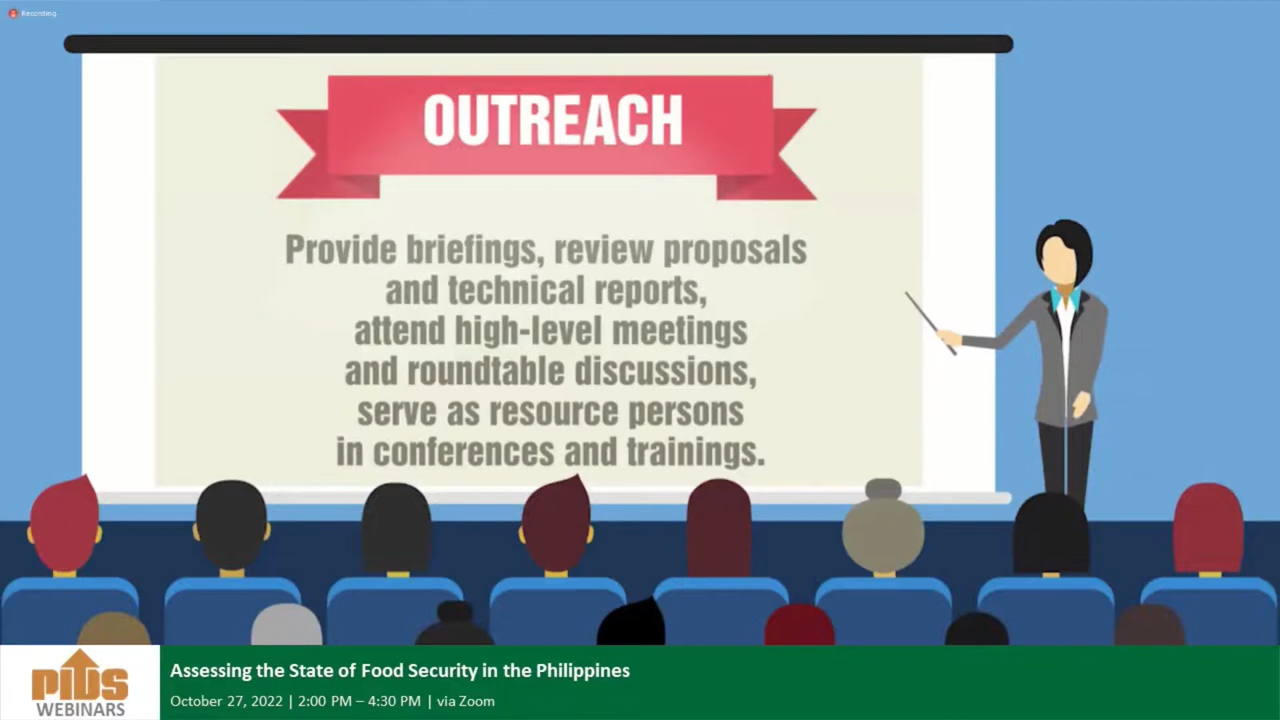 Recording
OUTREACH
Provide briefings, review proposals
and technical reports,
attend high-level meetings
and roundtable discussions,
serve as resource persons
in conferences and trainings.
PIDS
WEBINARS
Assessing the State of Food Security in the Philippines
October 27, 2022 | 2:00 PM – 4:30 PM | via Zoom